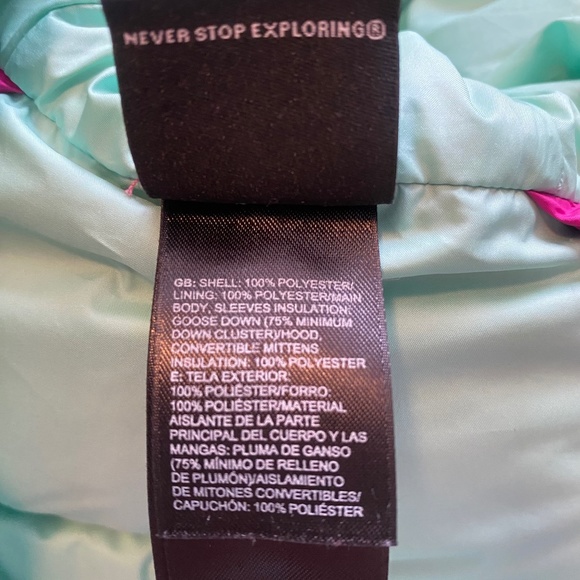 NEVER STOP EXPLORING®
GB: SHELL: 100% POLYESTER/
LINING: 100% POLYESTER/MAIN
BODY, SLEEVES INSULATION:
GOOSE DOWN (75% MINIMUM
DOWN CLUSTER)/HOOD,
CONVERTIBLE MITTENS
INSULATION: 100% POLYESTER
E: TELA EXTERIOR:
100% POLIÉSTER/FORRO:
100% POLIÉSTER/MATERIAL
AISLANTE DE LA PARTE
PRINCIPAL DEL CUERPO Y LAS
MANGAS: PLUMA DE GANSO
(75% MÍNIMO DE RELLENO
DE PLUMÓN)/AISLAMIENTO
DE MITONES CONVERTIBLES/
CAPUCHÓN: 100% POLIÉSTER